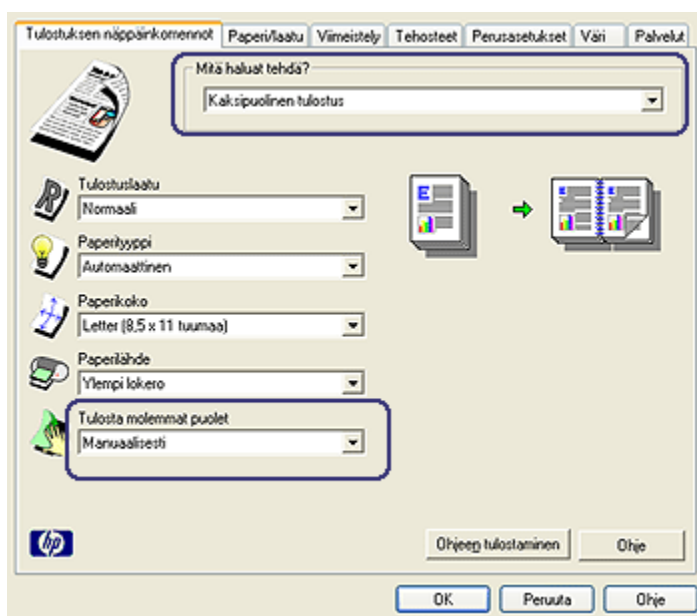 Tulostuksen näppäinkomennot Paperi/laatu Viimeistely Tehosteet Perusasetukset Väri Palvelut
Mitä haluat tehdä?
Kaksipuolinen tulostus
Tulostuslaatu
Normaali
Paperityyppi
Automaattinen
Paperikoko
Letter (8,5 x 11 tuumaa)
Paperilähde
Ylempi lokero
Tulosta molemmat puolet
Manuaalisesti
hp
Ohjeen tulostaminen Ohje
OK Peruuta Ohje